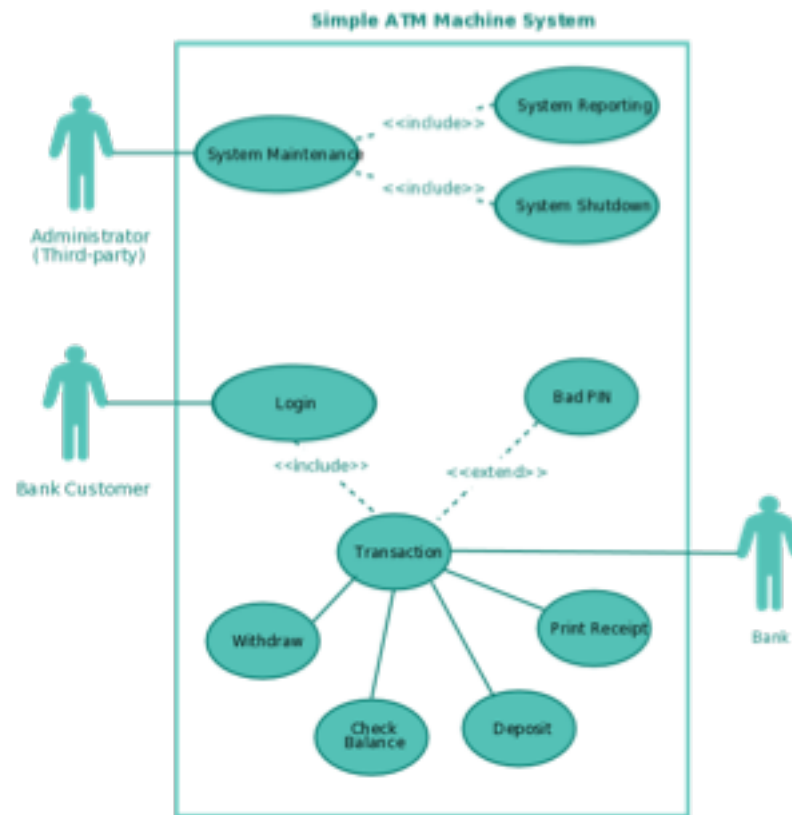 Simple ATM Machine System
System Reporting
<<include>>
System Maintenance
<<include>>
System Shutdown
Administrator
(Third-party)
Login
Bad PIN
<<include>>
<<extend>>
Bank Customer
Transaction
Withdraw
Print Receipt
Bank
Check
Balance
Deposit